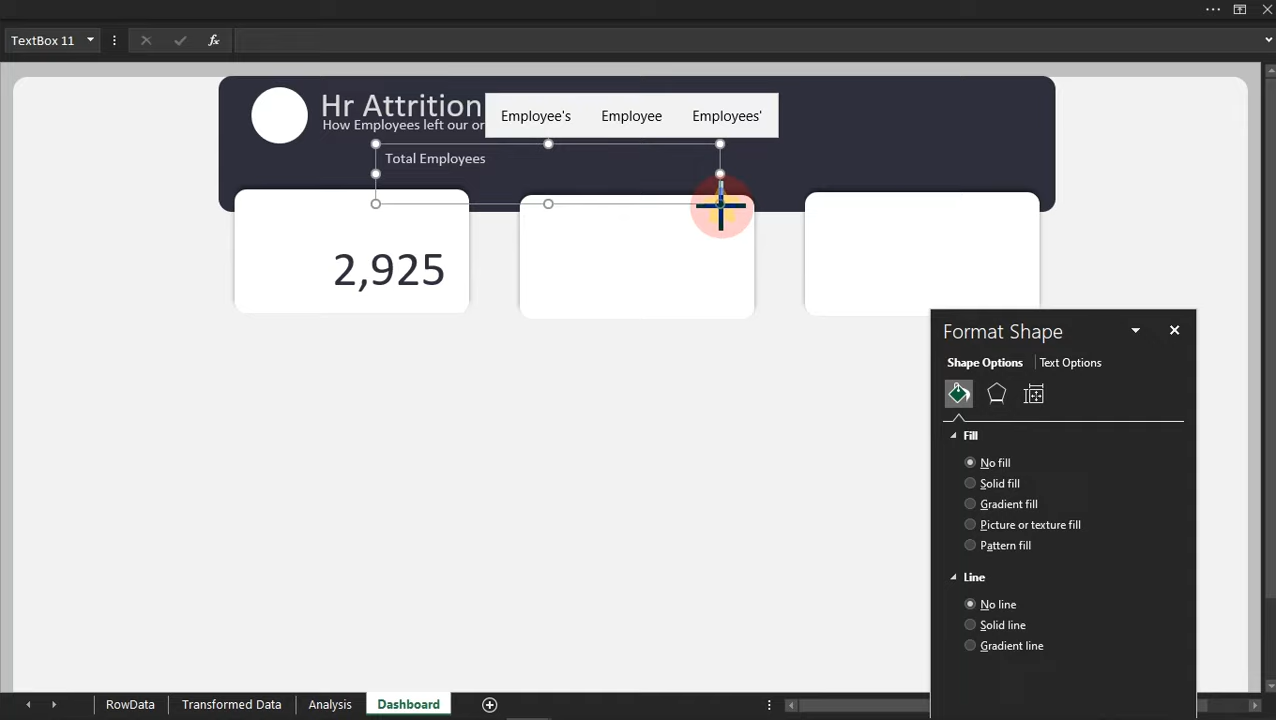 TextBox 11
fx
Hr Attrition
How Employees left our or
Employee's Employee Employees'
Total Employees
2,925
Format Shape
Shape Options Text Options
Fill
No fill
Solid fill
Gradient fill
Picture or texture fill
Pattern fill
Line
No line
Solid line
Gradient line
RowData Transformed Data Analysis Dashboard